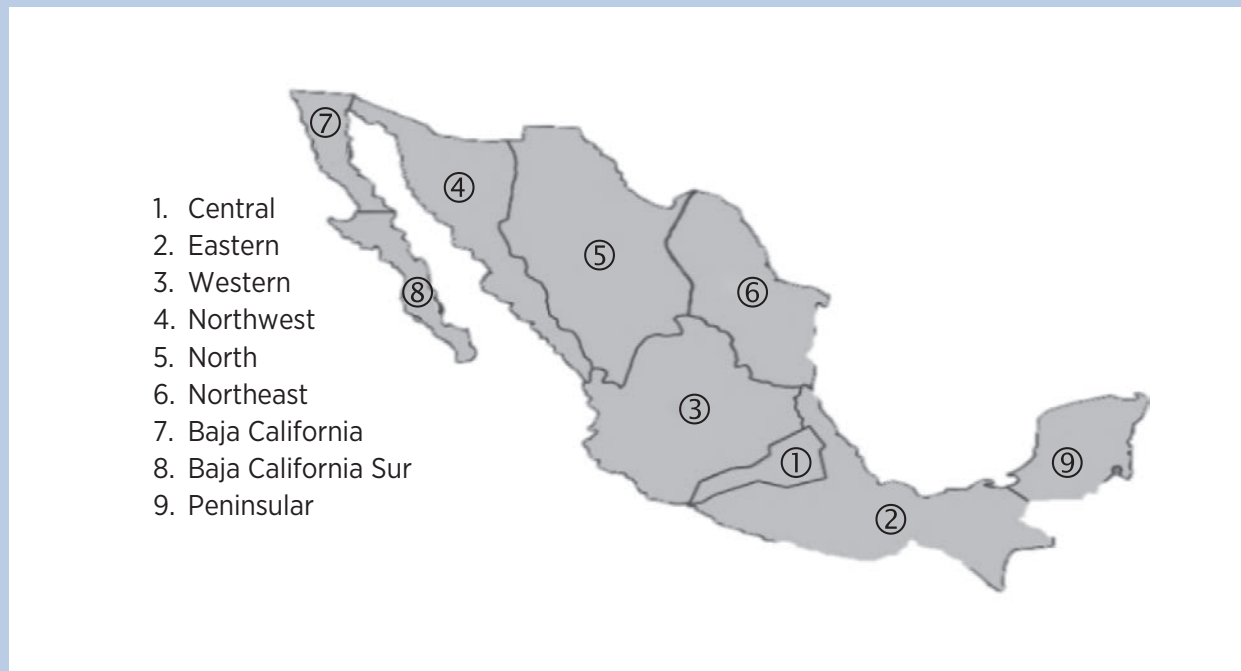 1. Central
2. Eastern
3. Western
4. Northwest
5. North
6. Northeast
7. Baja California
8. Baja California Sur
9. Peninsular
⑦
④
⑤
⑥
⑧
③
①
⑨
②